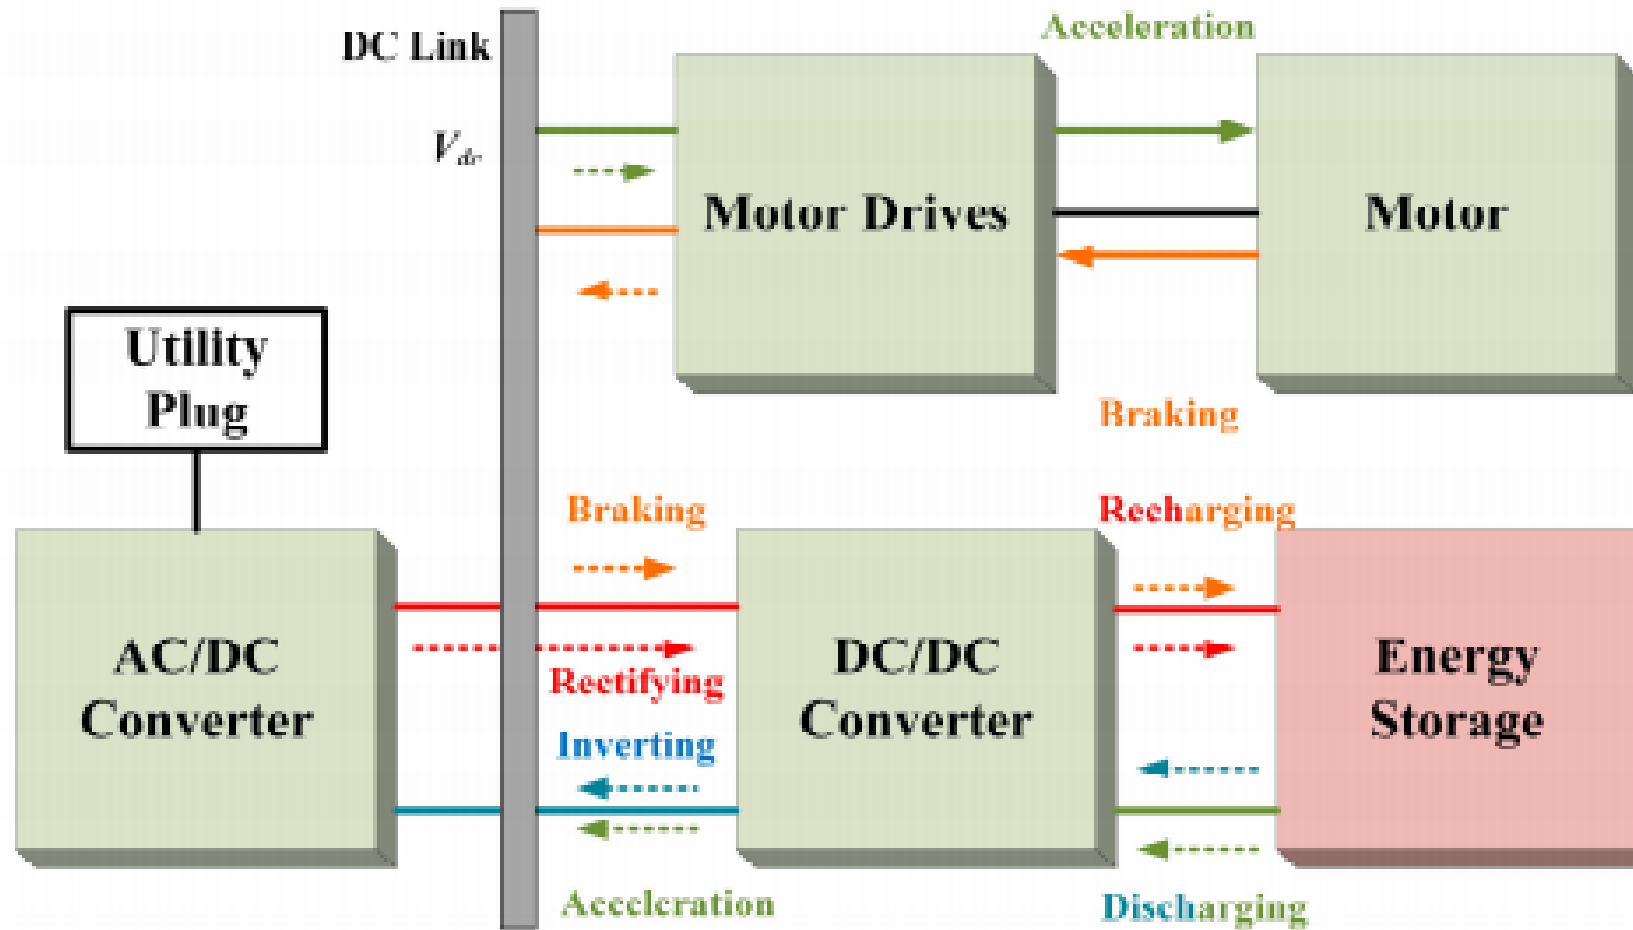 Acceleration
DC Link
Vdc
Motor Drives
Motor
Utility
Plug
Braking
Braking
Recharging
AC/DC
Converter
Rectifying
Inverting
DC/DC
Converter
Energy
Storage
Acceleration
Discharging